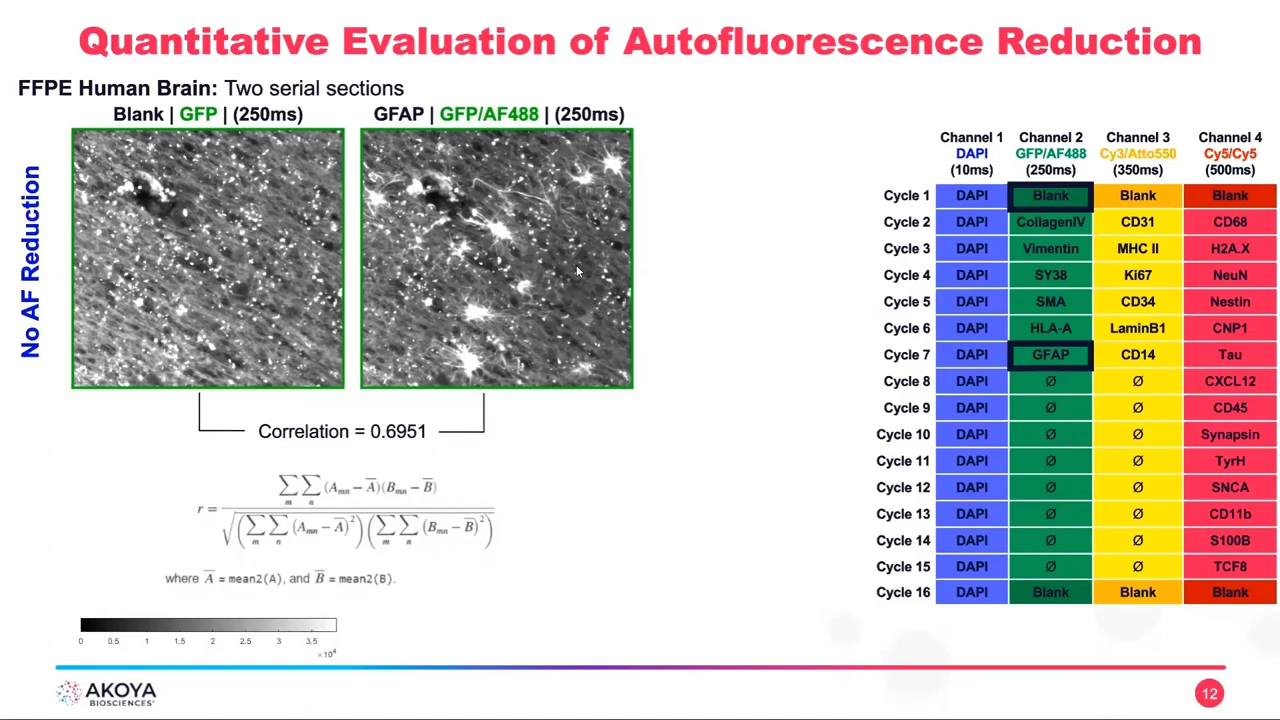 Quantitative Evaluation of Autofluorescence Reduction
FFPE Human Brain: Two serial sections
Blank | GFP | (250ms)
GFAP | GFP/AF488 | (250ms)
No AF Reduction
Correlation = 0.6951
r = ∑m ∑n (Amn − A̅)(Bmn − B̅) / √((∑m ∑n (Amn − A̅)²)(∑m ∑n (Bmn − B̅)²))
where A̅ = mean2(A), and B̅ = mean2(B).
0 0.5 1 1.5 2 2.5 3 3.5
×10⁴
Channel 1 Channel 2 Channel 3 Channel 4
DAPI GFP/AF488 Cy3/Atto550 Cy5/Cy5
(10ms) (250ms) (350ms) (500ms)
Cycle 1 DAPI Blank Blank Blank
Cycle 2 DAPI CollagenIV CD31 CD68
Cycle 3 DAPI Vimentin MHC II H2A.X
Cycle 4 DAPI SY38 Ki67 NeuN
Cycle 5 DAPI SMA CD34 Nestin
Cycle 6 DAPI HLA-A LaminB1 CNP1
Cycle 7 DAPI GFAP CD14 Tau
Cycle 8 DAPI Ø Ø CXCL12
Cycle 9 DAPI Ø Ø CD45
Cycle 10 DAPI Ø Ø Synapsin
Cycle 11 DAPI Ø Ø TyrH
Cycle 12 DAPI Ø Ø SNCA
Cycle 13 DAPI Ø Ø CD11b
Cycle 14 DAPI Ø Ø S100B
Cycle 15 DAPI Ø Ø TCF8
Cycle 16 DAPI Blank Blank Blank
AKOYA
BIOSCIENCES
12